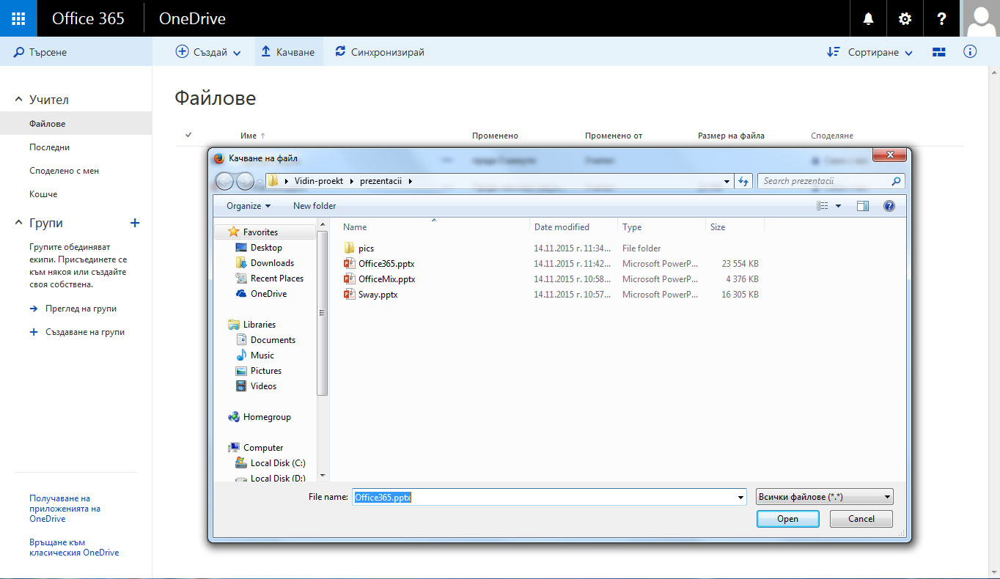 Office 365 OneDrive
Търсене
Създай Качване Синхронизирай Сортиране
Учител
Файлове
Последни
Споделено с мен
Кошче
Групи
Групите обединяват
екипи. Присъединете се
към някоя или създайте
своя собствена.
Преглед на групи
Създаване на групи
Получаване на
приложенията на
OneDrive
Връщане към
класическия OneDrive
Файлове
Име Променено Променено от Размер на файла Споделяне
Качване на файл
Vidin-proekt prezentacii Search prezentacii
Organize New folder
Favorites
Desktop
Downloads
Recent Places
OneDrive
Libraries
Documents
Music
Pictures
Videos
Homegroup
Computer
Local Disk (C:)
Local Disk (D:)
Name Date modified Type Size
pics 14.11.2015 г. 11:34... File folder
Office365.pptx 14.11.2015 г. 11:42... Microsoft PowerP... 23 554 KB
OfficeMix.pptx 14.11.2015 г. 10:58... Microsoft PowerP... 4 376 KB
Sway.pptx 14.11.2015 г. 10:57... Microsoft PowerP... 16 305 KB
File name: Office365.pptx Всички файлове (*.*)
Open Cancel